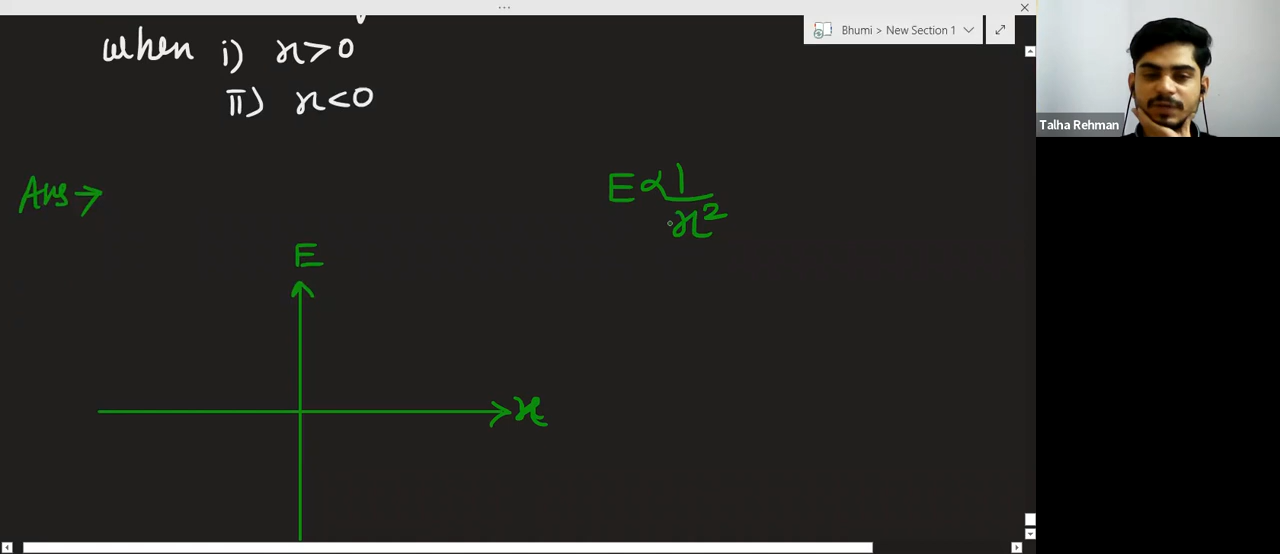 Bhumi > New Section 1
when i) x>0
ii) x<0
Talha Rehman
Ans →
E ∝ 1/x²
E
x